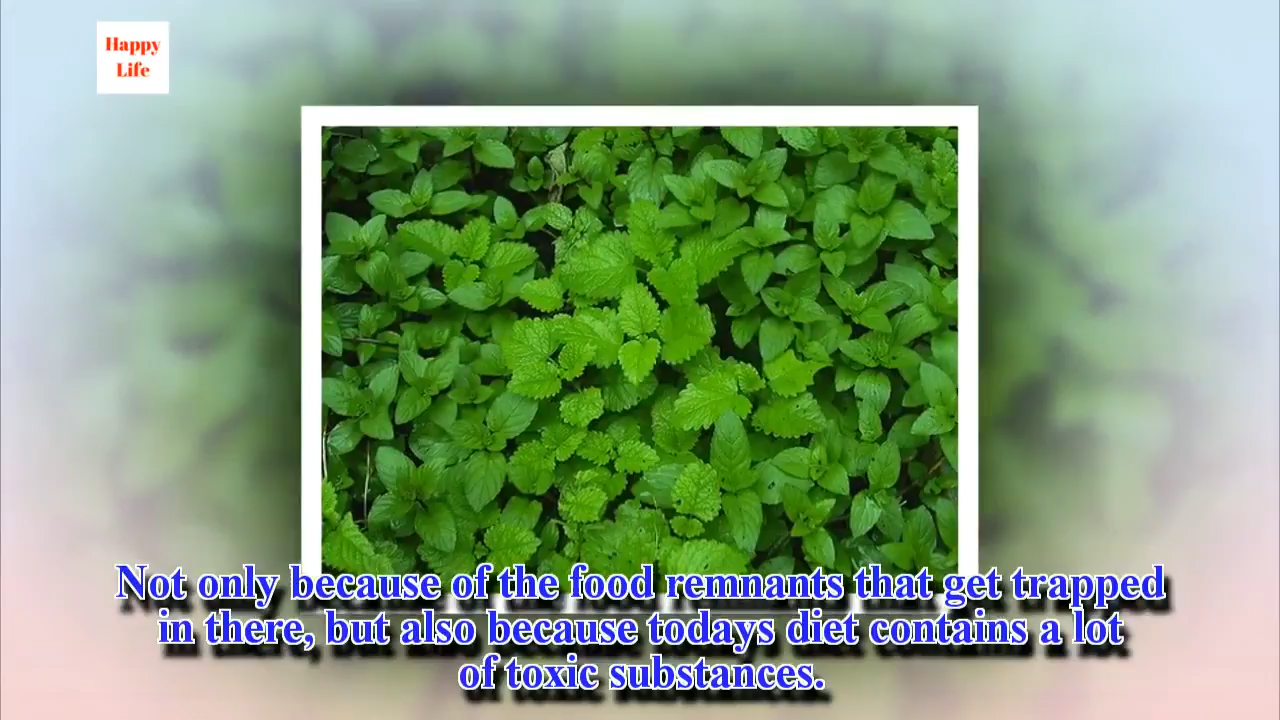 Happy
Life
Not only because of the food remnants that get trapped
in there, but also because todays diet contains a lot
of toxic substances.